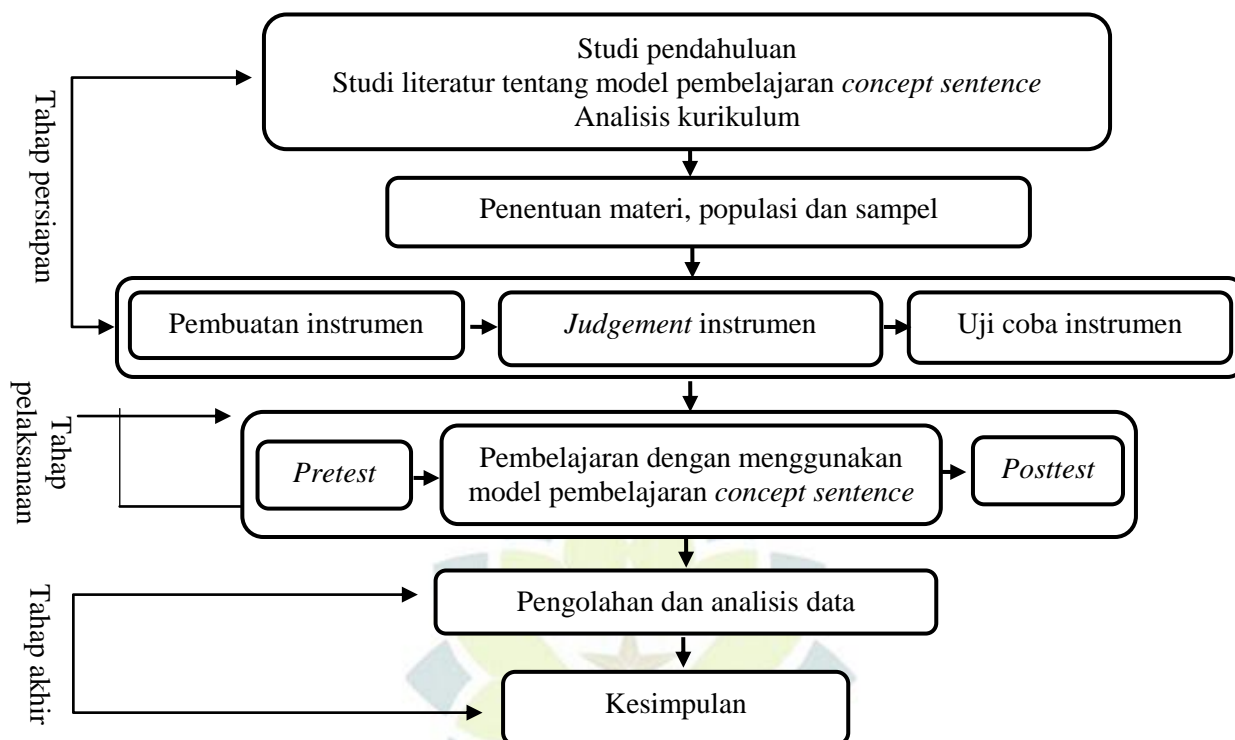 Tahap persiapan
Studi pendahuluan
Studi literatur tentang model pembelajaran concept sentence
Analisis kurikulum
Penentuan materi, populasi dan sampel
Pembuatan instrumen
Judgement instrumen
Uji coba instrumen
Tahap
pelaksanaan
Pretest
Pembelajaran dengan menggunakan
model pembelajaran concept sentence
Posttest
Tahap akhir
Pengolahan dan analisis data
Kesimpulan